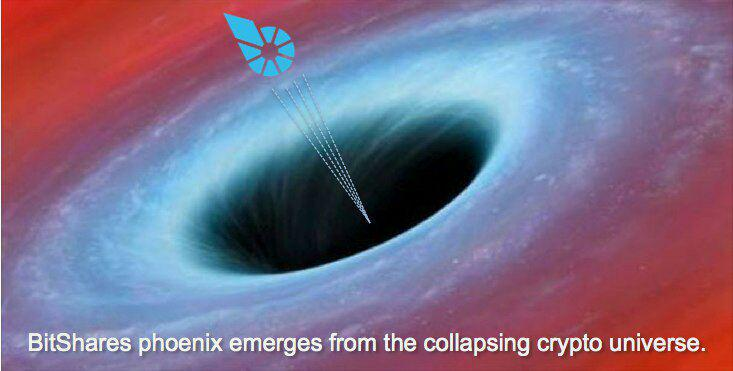 BitShares phoenix emerges from the collapsing crypto universe.